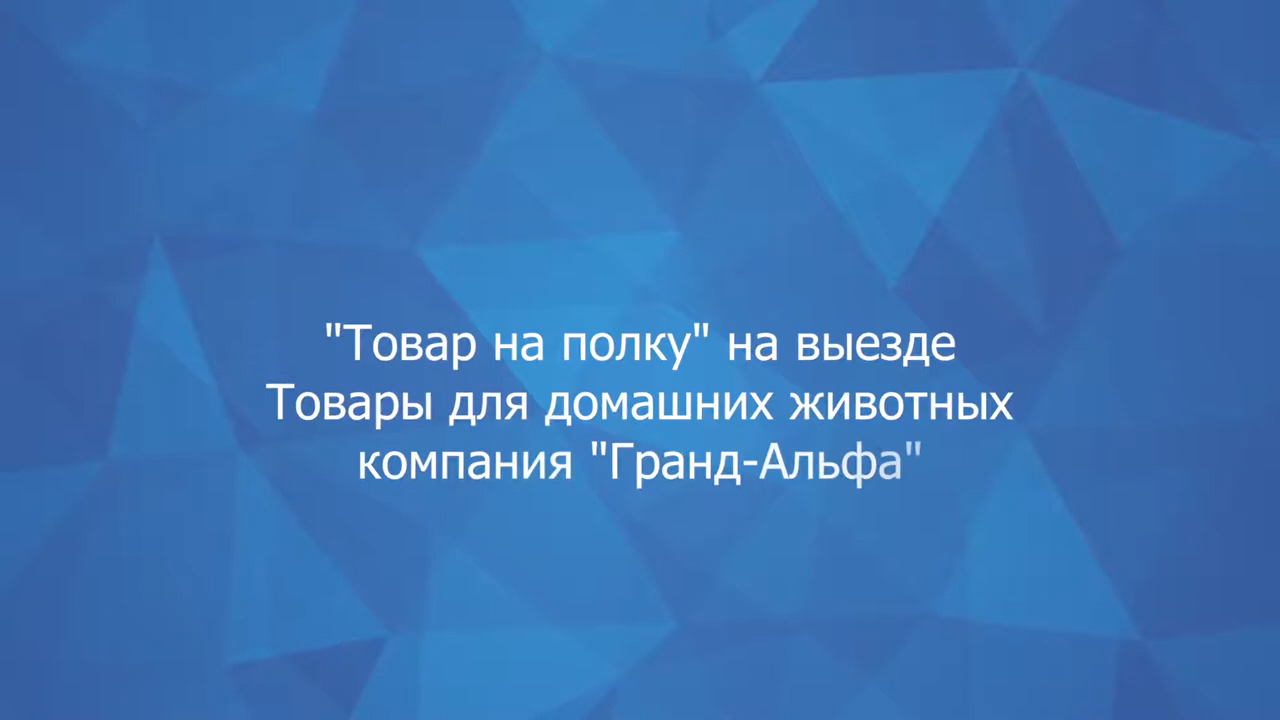 "Товар на полку" на выезде
Товары для домашних животных
компания "Гранд-Альфа"